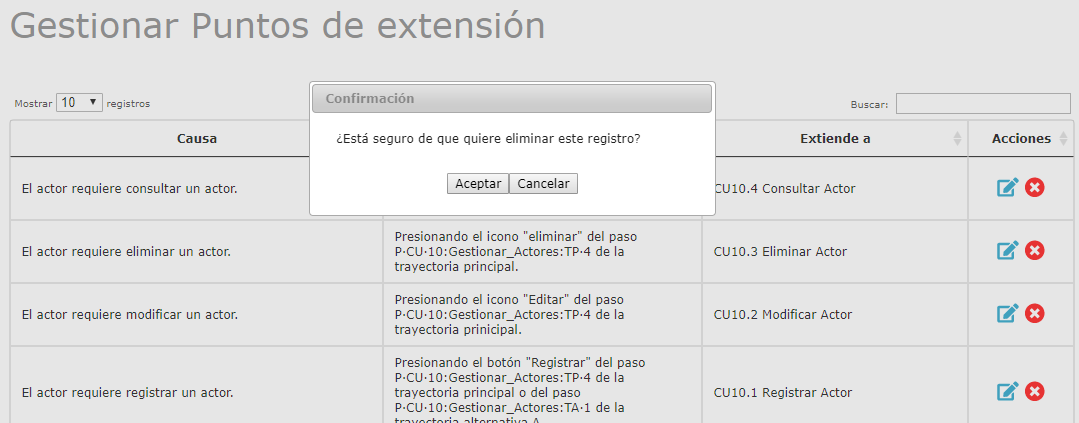 Gestionar Puntos de extensión
Mostrar 10 registros
Buscar:
Confirmación
¿Está seguro de que quiere eliminar este registro?
Aceptar Cancelar
Causa
Extiende a
Acciones
El actor requiere consultar un actor.
CU10.4 Consultar Actor
El actor requiere eliminar un actor.
Presionando el icono "eliminar" del paso
P·CU·10:Gestionar_Actores:TP·4 de la
trayectoria principal.
CU10.3 Eliminar Actor
El actor requiere modificar un actor.
Presionando el icono "Editar" del paso
P·CU·10:Gestionar_Actores:TP·4 de la
trayectoria prinicipal.
CU10.2 Modificar Actor
El actor requiere registrar un actor.
Presionando el botón "Registrar" del paso
P·CU·10:Gestionar_Actores:TP·4 de la
trayectoria principal o del paso
P·CU·10:Gestionar_Actores:TA·1 de la
trayectoria alternativa A.
CU10.1 Registrar Actor